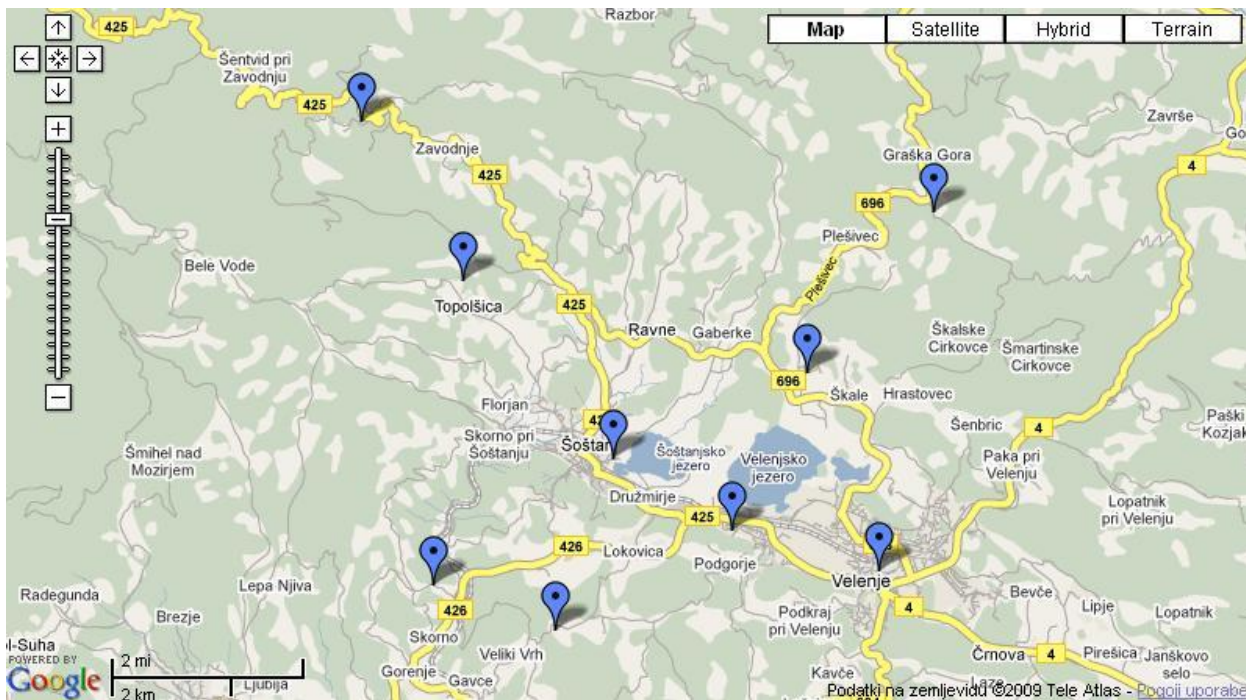 425
Razbor
Map
Satellite
Hybrid
Terrain
Šentvid pri
Zavodnju
425
Završe
Zavodnje
Graška Gora
4
425
696
Plešivec
Bele Vode
Plešivec
Topolšica
425
Ravne
Gaberke
Škalske
Cirkovce
Šmartinske
Cirkovce
696
Škale
Hrastovec
Florjan
Skorno pri
Šoštanju
Šenbric
4
Paški
Kozjak
Šmihel nad
Mozirjem
Šoštanjsko
jezero
Velenjsko
jezero
Paka pri
Velenju
Družmirje
Lopatnik
pri Velenju
425
426
Lokovica
Podgorje
Velenje
Lepa Njiva
Radegunda
Brezje
426
Bevče
Lipje
Lopatnik
4
Podkraj
pri Velenju
Skorno
Veliki Vrh
Črnova
4
Pirešica
Janškovo
selo
POWERED BY
Google
2 mi
2 km
Ljubija
Gorenje
Gavce
Kavče
Laze
Podatki na zemljevidu ©2009 Tele Atlas - Pogoji uporabe